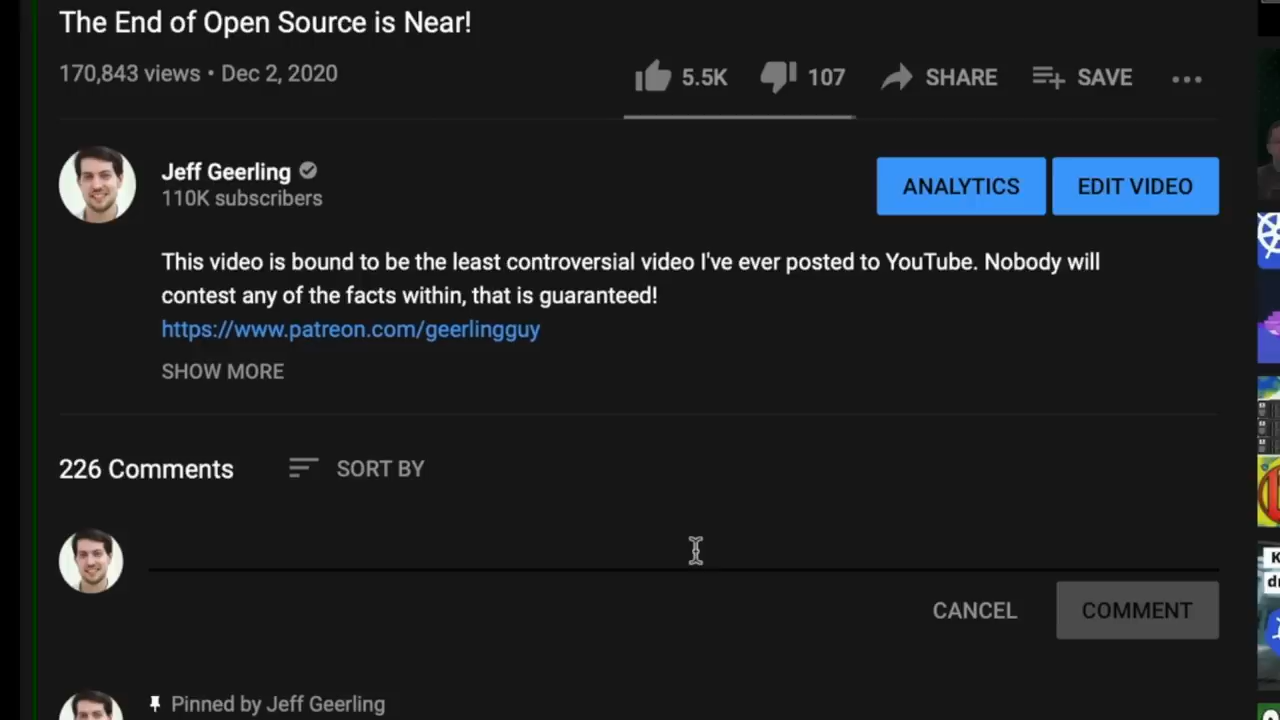 The End of Open Source is Near!
170,843 views • Dec 2, 2020
5.5K
107
SHARE
SAVE
Jeff Geerling
110K subscribers
ANALYTICS
EDIT VIDEO
This video is bound to be the least controversial video I've ever posted to YouTube. Nobody will
contest any of the facts within, that is guaranteed!
https://www.patreon.com/geerlingguy
SHOW MORE
226 Comments
SORT BY
CANCEL
COMMENT
Pinned by Jeff Geerling